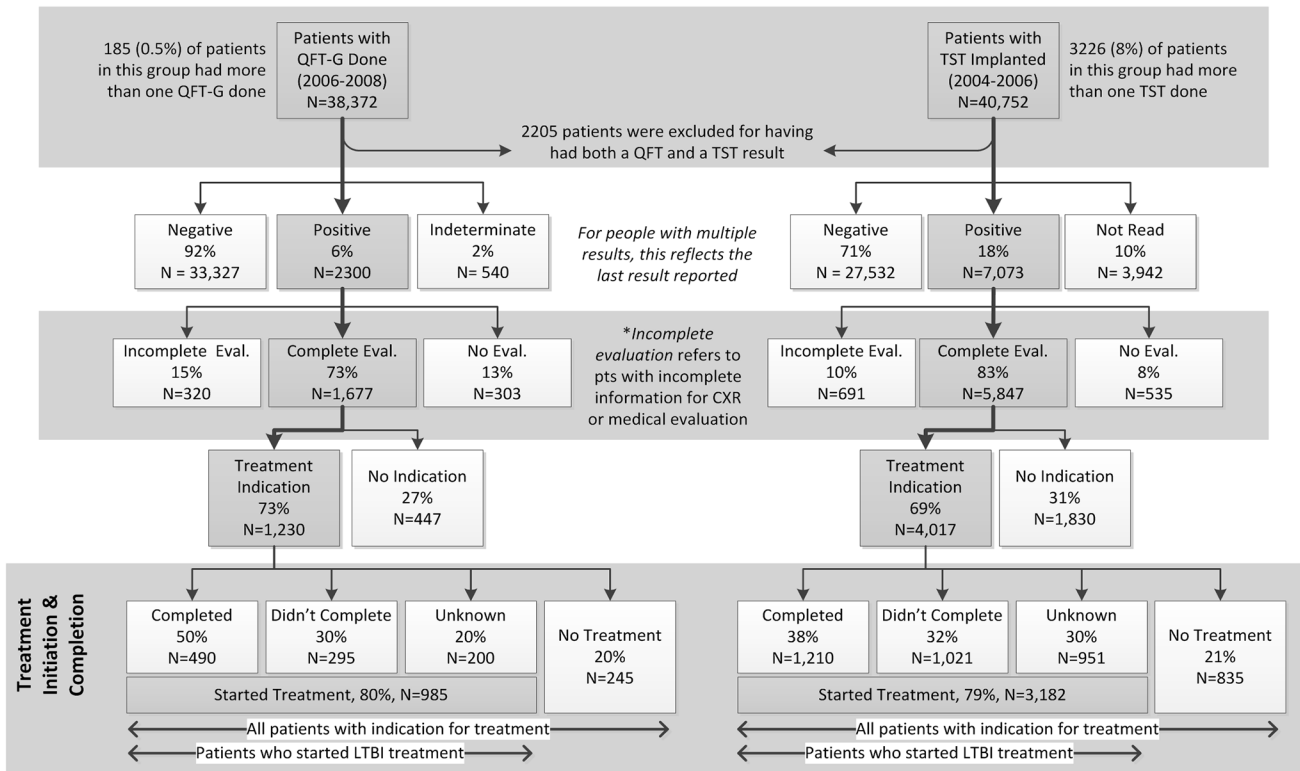 185 (0.5%) of patients
in this group had more
than one QFT-G done
Patients with
QFT-G Done
(2006-2008)
N=38,372
Patients with
TST Implanted
(2004-2006)
N=40,752
3226 (8%) of patients
in this group had more
than one TST done
2205 patients were excluded for having
had both a QFT and a TST result
Negative
92%
N = 33,327
Positive
6%
N=2300
Indeterminate
2%
N= 540
For people with multiple
results, this reflects the
last result reported
Negative
71%
N = 27,532
Positive
18%
N=7,073
Not Read
10%
N= 3,942
Incomplete Eval.
15%
N=320
Complete Eval.
73%
N=1,677
No Eval.
13%
N=303
*Incomplete
evaluation refers to
pts with incomplete
information for CXR
or medical evaluation
Incomplete Eval.
10%
N=691
Complete Eval.
83%
N=5,847
No Eval.
8%
N=535
Treatment
Indication
73%
N=1,230
No Indication
27%
N=447
Treatment
Indication
69%
N=4,017
No Indication
31%
N=1,830
Treatment
Initiation &
Completion
Completed
50%
N=490
Didn't Complete
30%
N=295
Unknown
20%
N=200
No Treatment
20%
N=245
Started Treatment, 80%, N=985
All patients with indication for treatment
Patients who started LTBI treatment
Completed
38%
N=1,210
Didn't Complete
32%
N=1,021
Unknown
30%
N=951
No Treatment
21%
N=835
Started Treatment, 79%, N=3,182
All patients with indication for treatment
Patients who started LTBI treatment